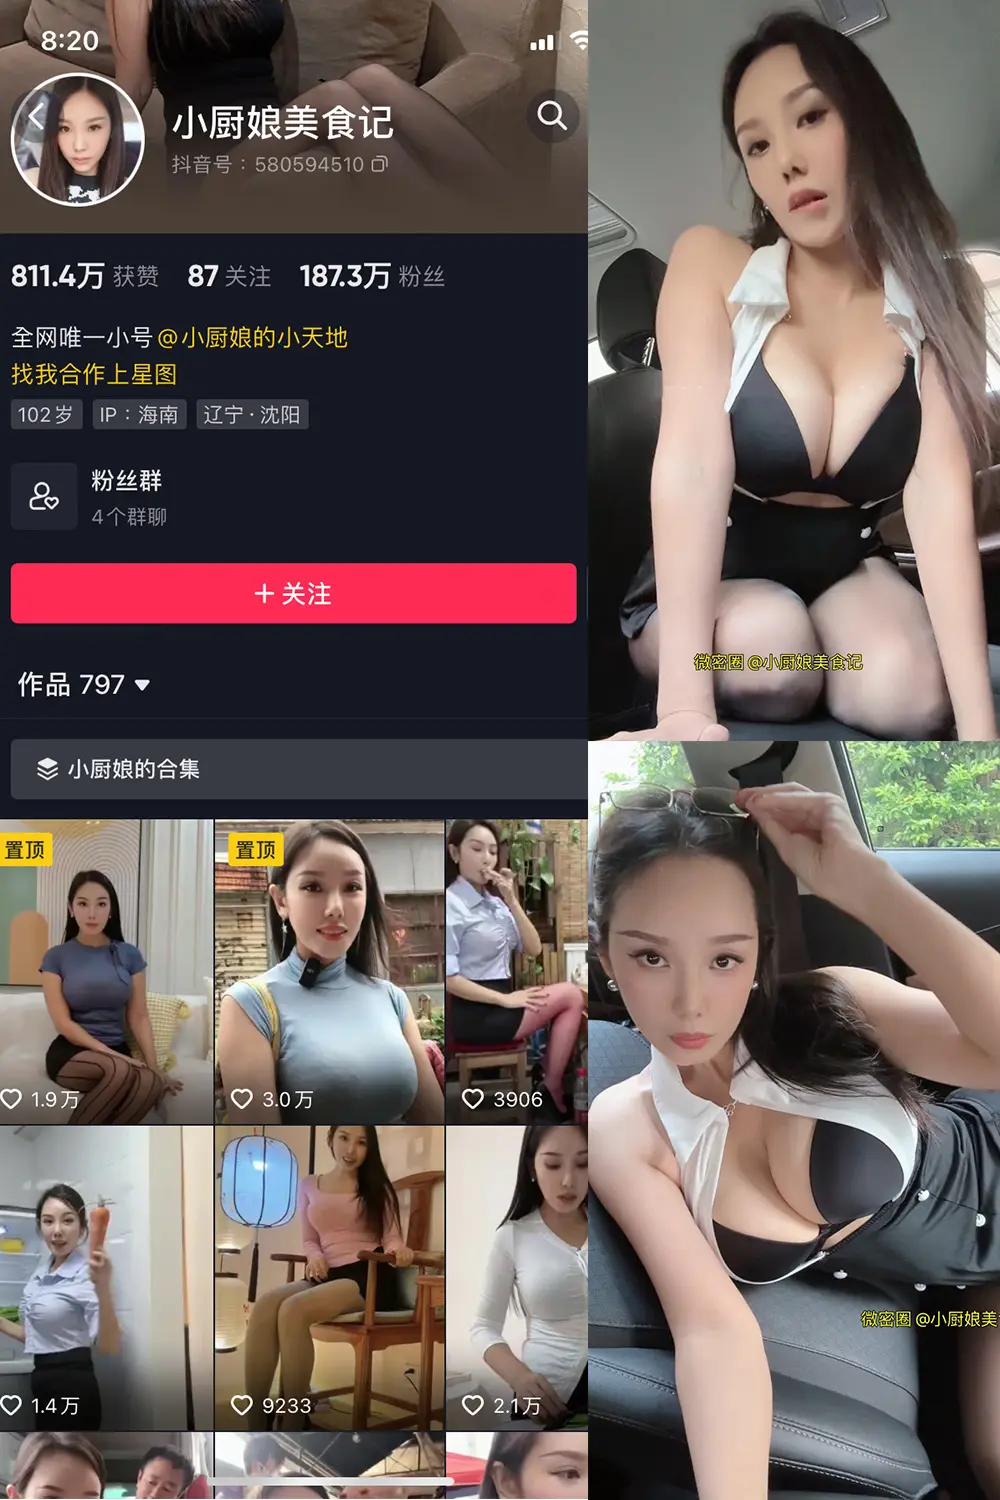 8:20
小厨娘美食记
抖音号：580594510
811.4万 获赞 87 关注 187.3万 粉丝
全网唯一小号@小厨娘的小天地
找我合作上星图
102岁 IP：海南 辽宁·沈阳
粉丝群
4个群聊
+ 关注
作品 797
小厨娘的合集
置顶 置顶
1.9万 3.0万 3906
1.4万 9233 2.1万
微密圈 @小厨娘美食记
微密圈 @小厨娘美